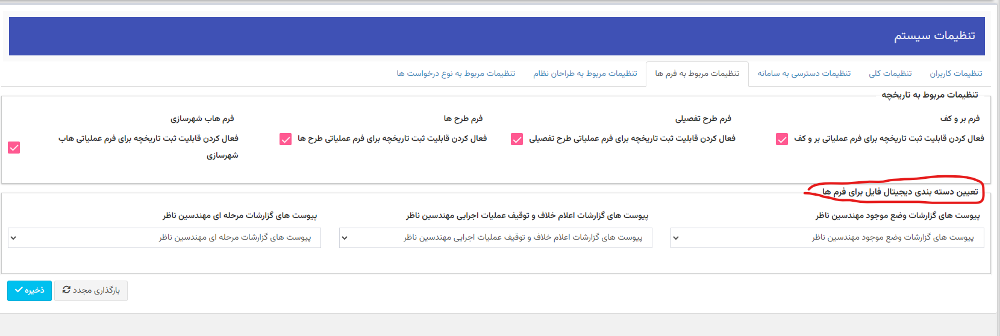 تنظیمات سیستم
تنظیمات کاربران تنظیمات کلی تنظیمات دسترسی به سامانه تنظیمات مربوط به فرم ها تنظیمات مربوط به طراحان نظام تنظیمات مربوط به نوع درخواست ها
تنظیمات مربوط به تاریخچه
فرم بر و کف فرم طرح تفصیلی فرم طرح ها فرم هاب شهرسازی
فعال کردن قابلیت ثبت تاریخچه برای فرم عملیاتی بر و کف فعال کردن قابلیت ثبت تاریخچه برای فرم عملیاتی طرح تفصیلی فعال کردن قابلیت ثبت تاریخچه برای فرم عملیاتی طرح ها فعال کردن قابلیت ثبت تاریخچه برای فرم عملیاتی هاب
شهرسازی
تعیین دسته بندی دیجیتال فایل برای فرم ها
پیوست های گزارشات وضع موجود مهندسین ناظر پیوست های گزارشات اعلام خلاف و توقیف عملیات اجرایی مهندسین ناظر پیوست های گزارشات مرحله ای مهندسین ناظر
پیوست های گزارشات وضع موجود مهندسین ناظر پیوست های گزارشات اعلام خلاف و توقیف عملیات اجرایی مهندسین ناظر پیوست های گزارشات مرحله ای مهندسین ناظر
بارگذاری مجدد ذخیره